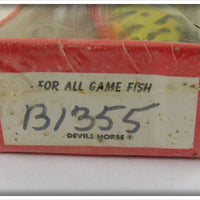 FOR ALL GAME FISH
B1355
DEVILS HORSE ®